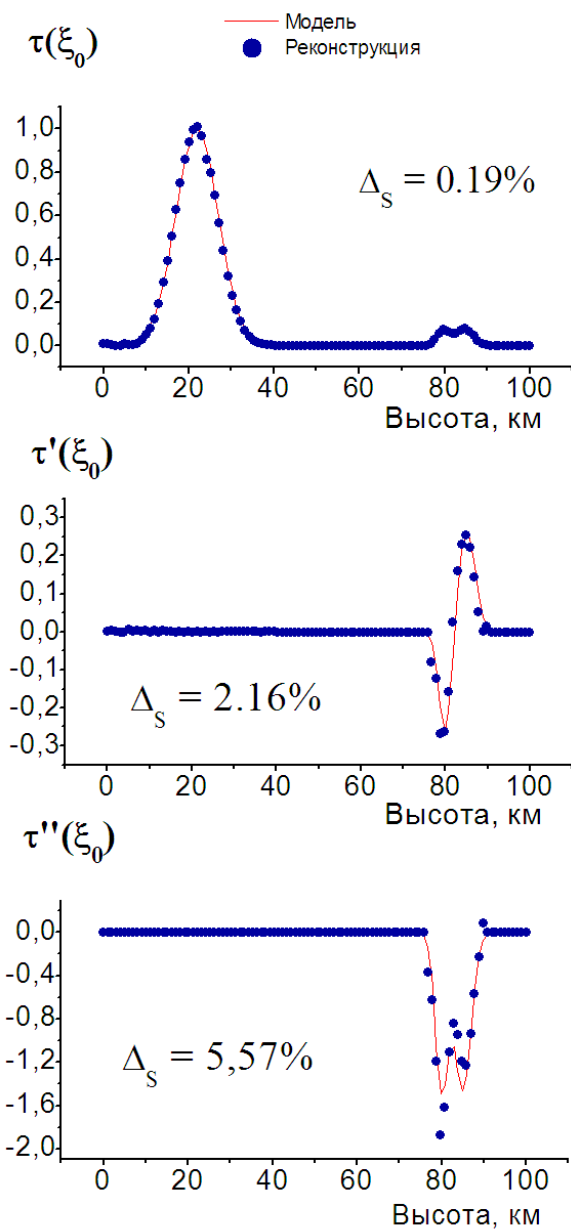 Модель
Реконструкция
τ(ξ₀)
1,0
0,8
0,6
0,4
0,2
0,0
Δₛ = 0.19%
0 20 40 60 80 100
Высота, км
τ'(ξ₀)
0,3
0,2
0,1
0,0
-0,1
-0,2
-0,3
Δₛ = 2.16%
0 20 40 60 80 100
Высота, км
τ''(ξ₀)
0,0
-0,4
-0,8
-1,2
-1,6
-2,0
Δₛ = 5,57%
0 20 40 60 80 100
Высота, км